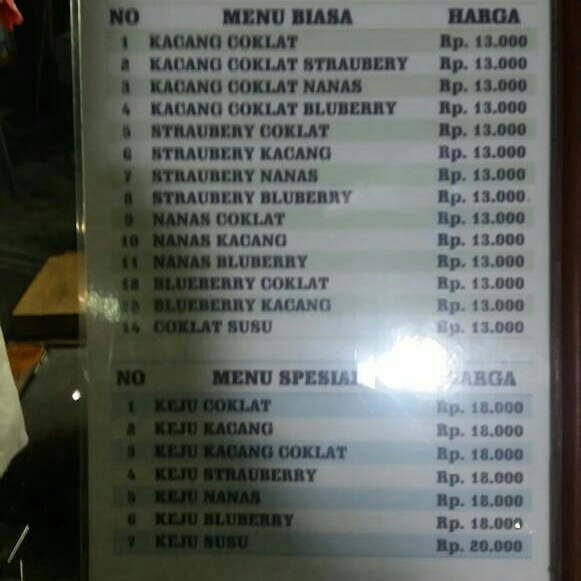 NO MENU BIASA HARGA
1 KACANG COKLAT Rp. 13.000
2 KACANG COKLAT STRAUBERY Rp. 13.000
3 KACANG COKLAT NANAS Rp. 13.000
4 KACANG COKLAT BLUBERRY Rp. 13.000
5 STRAUBERY COKLAT Rp. 13.000
6 STRAUBERY KACANG Rp. 13.000
7 STRAUBERY NANAS Rp. 13.000
8 STRAUBERY BLUBERRY Rp. 13.000
9 NANAS COKLAT Rp. 13.000
10 NANAS KACANG Rp. 13.000
11 NANAS BLUBERRY Rp. 13.000
12 BLUEBERRY COKLAT Rp. 13.000
13 BLUEBERRY KACANG Rp. 13.000
14 COKLAT SUSU Rp. 13.000
NO MENU SPESIAL HARGA
1 KEJU COKLAT Rp. 18.000
2 KEJU KACANG Rp. 18.000
3 KEJU KACANG COKLAT Rp. 18.000
4 KEJU STRAUBERRY Rp. 18.000
5 KEJU NANAS Rp. 18.000
6 KEJU BLUBERRY Rp. 18.000
7 KEJU SUSU Rp. 20.000